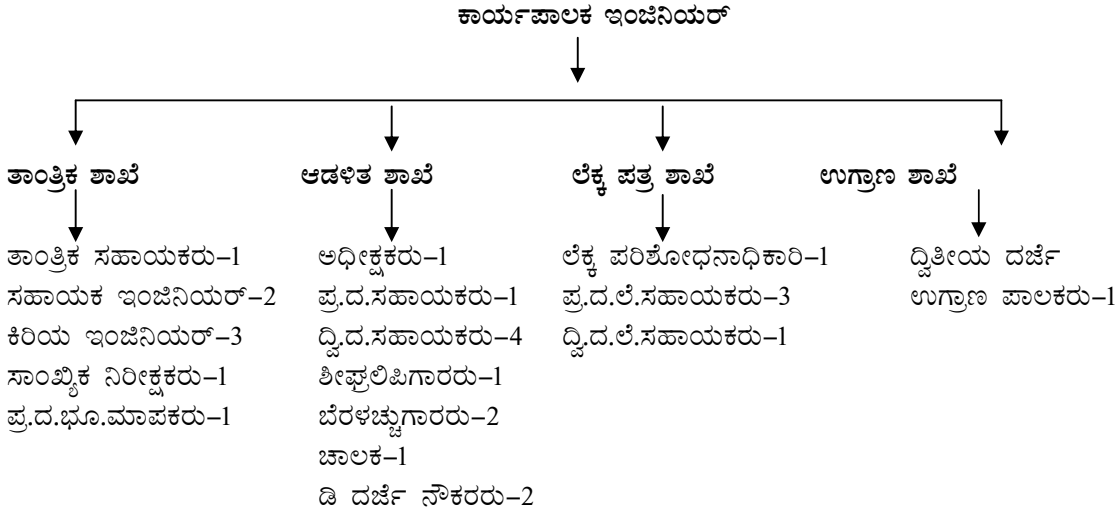 ಕಾರ್ಯಪಾಲಕ ಇಂಜಿನಿಯರ್
ತಾಂತ್ರಿಕ ಶಾಖೆ
ತಾಂತ್ರಿಕ ಸಹಾಯಕರು–1
ಸಹಾಯಕ ಇಂಜಿನಿಯರ್–2
ಕಿರಿಯ ಇಂಜಿನಿಯರ್–3
ಸಾಂಖ್ಯಿಕ ನಿರೀಕ್ಷಕರು–1
ಪ್ರ.ದ.ಭೂ.ಮಾಪಕರು–1
ಆಡಳಿತ ಶಾಖೆ
ಅಧೀಕ್ಷಕರು–1
ಪ್ರ.ದ.ಸಹಾಯಕರು–1
ದ್ವಿ.ದ.ಸಹಾಯಕರು–4
ಶೀಘ್ರಲಿಪಿಗಾರರು–1
ಬೆರಳಚ್ಚುಗಾರರು–2
ಚಾಲಕ–1
ಡಿ ದರ್ಜೆ ನೌಕರರು–2
ಲೆಕ್ಕ ಪತ್ರ ಶಾಖೆ
ಲೆಕ್ಕ ಪರಿಶೋಧನಾಧಿಕಾರಿ–1
ಪ್ರ.ದ.ಲೆ.ಸಹಾಯಕರು–3
ದ್ವಿ.ದ.ಲೆ.ಸಹಾಯಕರು–1
ಉಗ್ರಾಣ ಶಾಖೆ
ದ್ವಿತೀಯ ದರ್ಜೆ
ಉಗ್ರಾಣ ಪಾಲಕರು–1